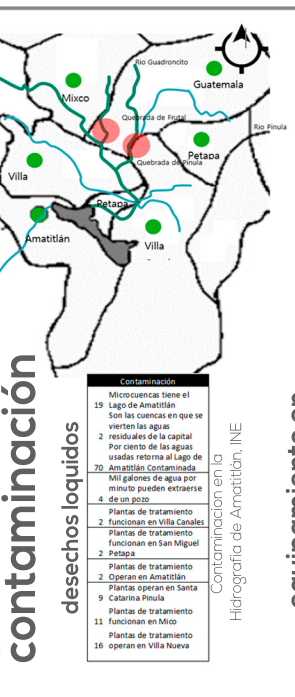 Rio Guadroncito
Guatemala
Mixco
Quebrada de Frutal
Rio Pinula
Petapa
Quebrada de Pinula
Villa
Petapa
Amatitlán
Villa
contaminación
desechos loquidos
Contaminación
Microcuencas tiene el
19 Lago de Amatitlán
Son las cuencas en que se
vierten las aguas
2 residuales de la capital
Por ciento de las aguas
usadas retorna al Lago de
70 Amatitlán Contaminada
Mil galones de agua por
minuto pueden extraerse
4 de un pozo
Plantas de tratamiento
2 funcionan en Villa Canales
Plantas de tratamiento
funcionan en San Miguel
2 Petapa
Plantas de tratamiento
2 Operan en Amatitlán
Plantas operan en Santa
9 Catarina Pinula
Plantas de tratamiento
11 funcionan en Mico
Plantas de tratamiento
16 operan en Villa Nueva
Contaminacion en la
Hidrografía de Amatitlán, INE